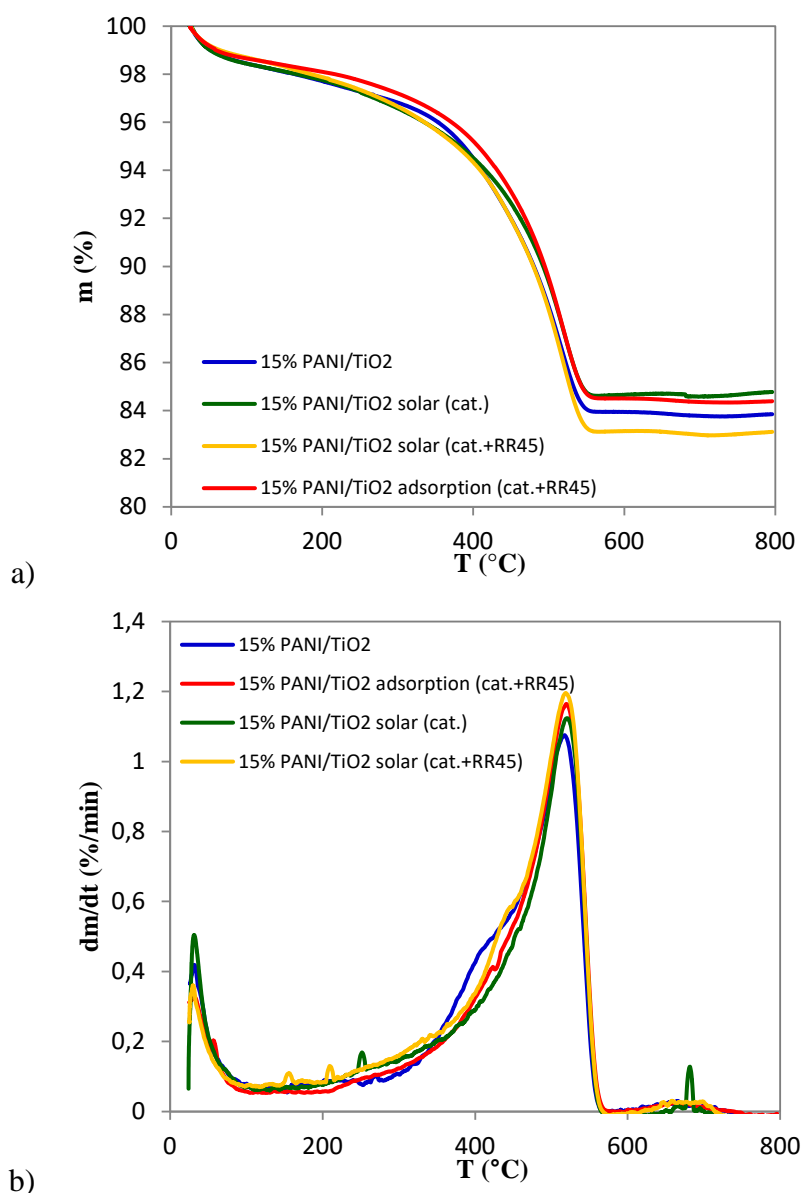 100
98
96
94
92
90
88
86
84
82
80
m (%)
15% PANI/TiO2
15% PANI/TiO2 solar (cat.)
15% PANI/TiO2 solar (cat.+RR45)
15% PANI/TiO2 adsorption (cat.+RR45)
0 200 400 600 800
T (°C)
a)
1,4
1,2
1
0,8
0,6
0,4
0,2
0
dm/dt (%/min)
15% PANI/TiO2
15% PANI/TiO2 adsorption (cat.+RR45)
15% PANI/TiO2 solar (cat.)
15% PANI/TiO2 solar (cat.+RR45)
0 200 400 600 800
T (°C)
b)